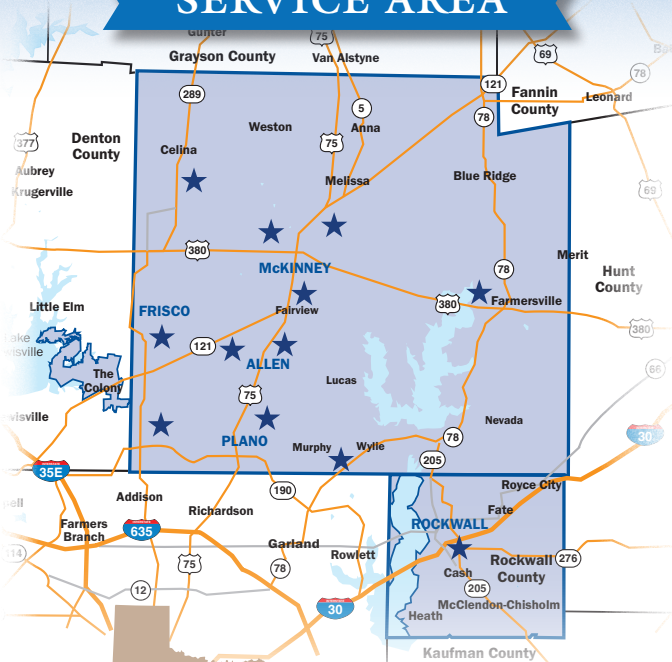 SERVICE AREA
Gunter
75
Grayson County
Van Alstyne
69
78
121
289
Fannin
County
Leonard
5
78
Weston
Anna
377
Denton
County
75
Celina
Aubrey
Melissa
Blue Ridge
Krugerville
69
380
Merit
McKINNEY
78
Hunt
County
380
Farmersville
Little Elm
FRISCO
Fairview
380
121
ALLEN
The
Colony
66
Lucas
75
Nevada
PLANO
78
30
Murphy
Wylie
205
35E
Royce City
190
Addison
Richardson
Fate
Farmers
Branch
635
ROCKWALL
Garland
Rowlett
Rockwall
County
276
75
78
Cash
12
205
30
McClendon-Chisholm
Heath
Kaufman County